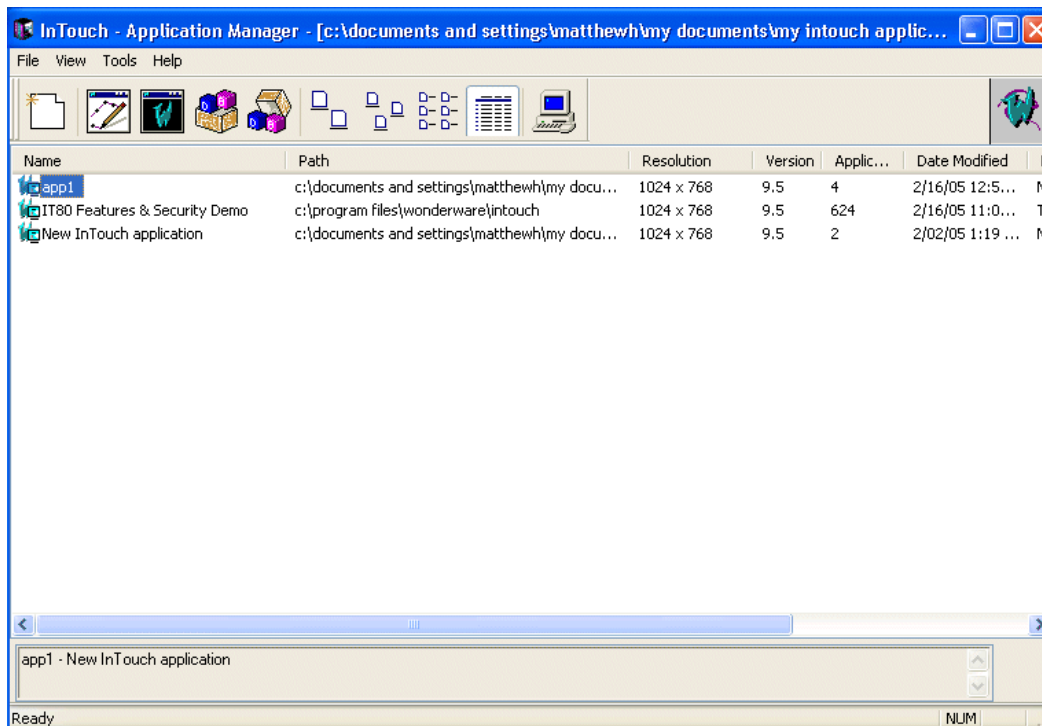 InTouch - Application Manager - [c:\documents and settings\matthewh\my documents\my intouch applic...
File View Tools Help
Name Path Resolution Version Applic... Date Modified
app1 c:\documents and settings\matthewh\my docu... 1024 x 768 9.5 4 2/16/05 12:5...
IT80 Features & Security Demo c:\program files\wonderware\intouch 1024 x 768 9.5 624 2/16/05 11:0...
New InTouch application c:\documents and settings\matthewh\my docu... 1024 x 768 9.5 2 2/02/05 1:19 ...
app1 - New InTouch application
Ready NUM